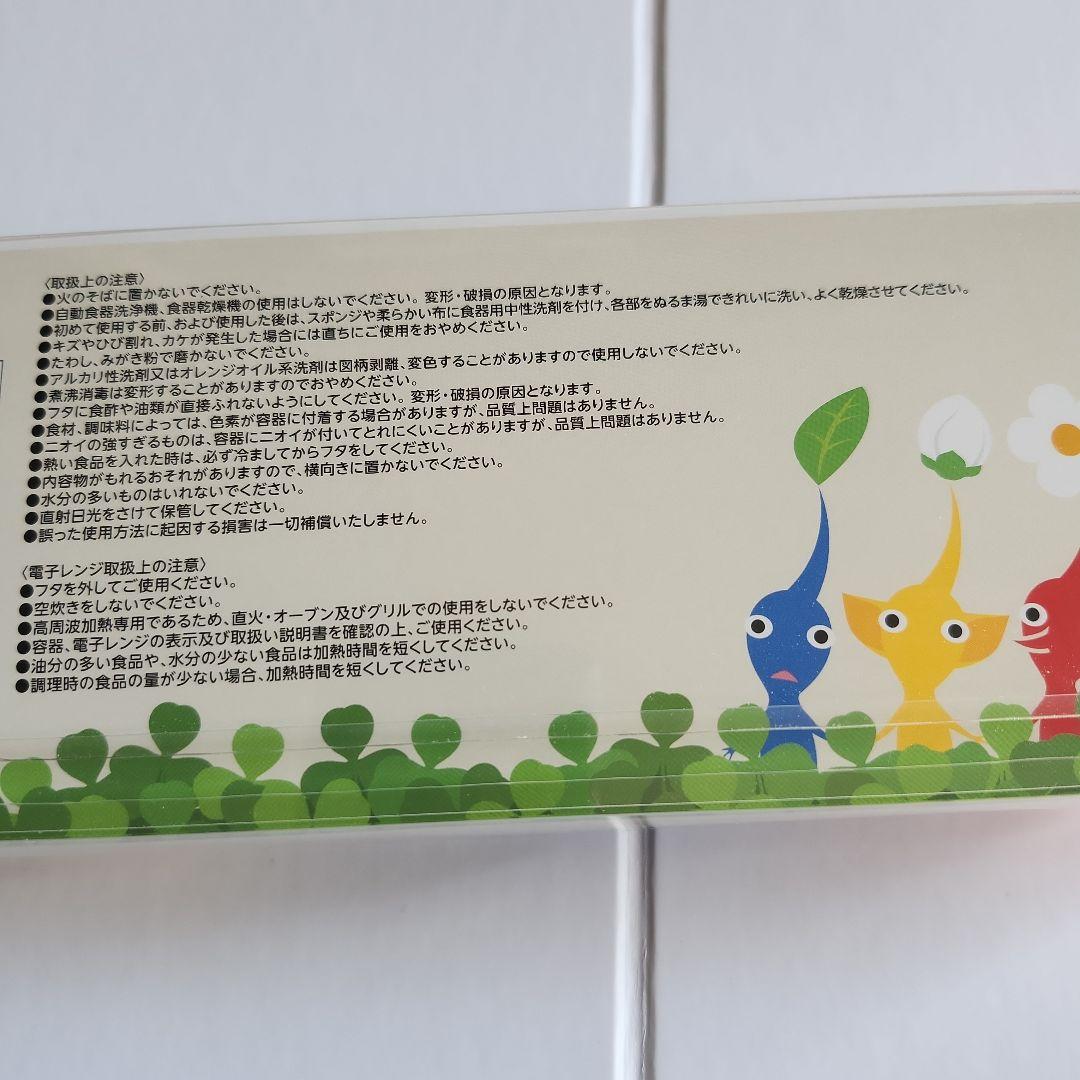 〈取扱上の注意〉
●火のそばに置かないでください。
●自動食器洗浄機、食器乾燥機の使用はしないでください。変形・破損の原因となります。
●初めて使用する前、および使用した後は、スポンジや柔らかい布に食器用中性洗剤を付け、各部をぬるま湯できれいに洗い、よく乾燥させてください。
●キズやひび割れ、カケが発生した場合には直ちにご使用をおやめください。
●たわし、みがき粉で磨かないでください。
●アルカリ性洗剤又はオレンジオイル系洗剤は図柄剥離、変色することがありますので使用しないでください。
●煮沸消毒は変形することがありますのでおやめください。
●フタに食酢や油類が直接ふれないようにしてください。変形・破損の原因となります。
●食材、調味料によっては、色素が容器に付着する場合がありますが、品質上問題はありません。
●ニオイの強すぎるものは、容器にニオイが付いてとれにくいことがありますが、品質上問題はありません。
●熱い食品を入れた時は、必ず冷ましてからフタをしてください。
●内容物がもれるおそれがありますので、横向きに置かないでください。
●水分の多いものはいれないでください。
●直射日光をさけて保管してください。
●誤った使用方法に起因する損害は一切補償いたしません。
〈電子レンジ取扱上の注意〉
●フタを外してご使用ください。
●空炊きをしないでください。
●高周波加熱専用であるため、直火・オーブン及びグリルでの使用をしないでください。
●容器、電子レンジの表示及び取扱い説明書を確認の上、ご使用ください。
●油分の多い食品や、水分の少ない食品は加熱時間を短くしてください。
●調理時の食品の量が少ない場合、加熱時間を短くしてください。